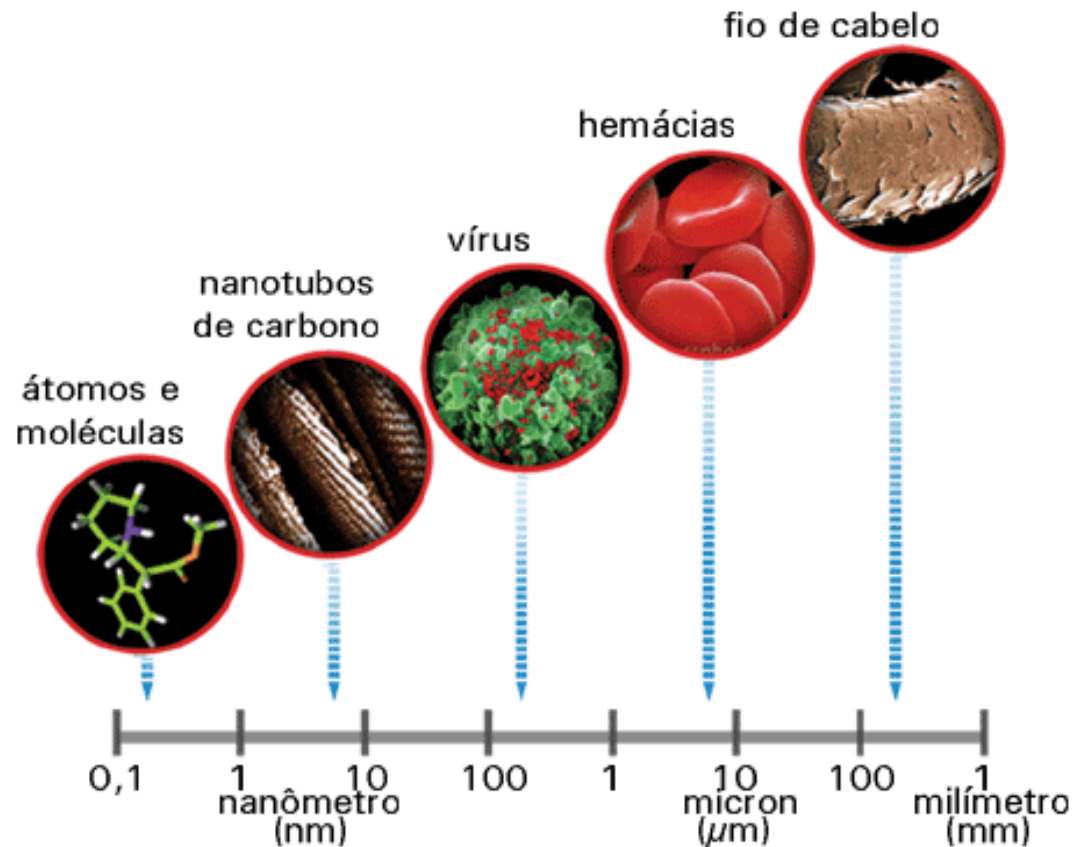 fio de cabelo
hemácias
vírus
nanotubos
de carbono
átomos e
moléculas
0,1 1 10 100 1 10 100 1
nanômetro
(nm)
mícron
(μm)
milímetro
(mm)